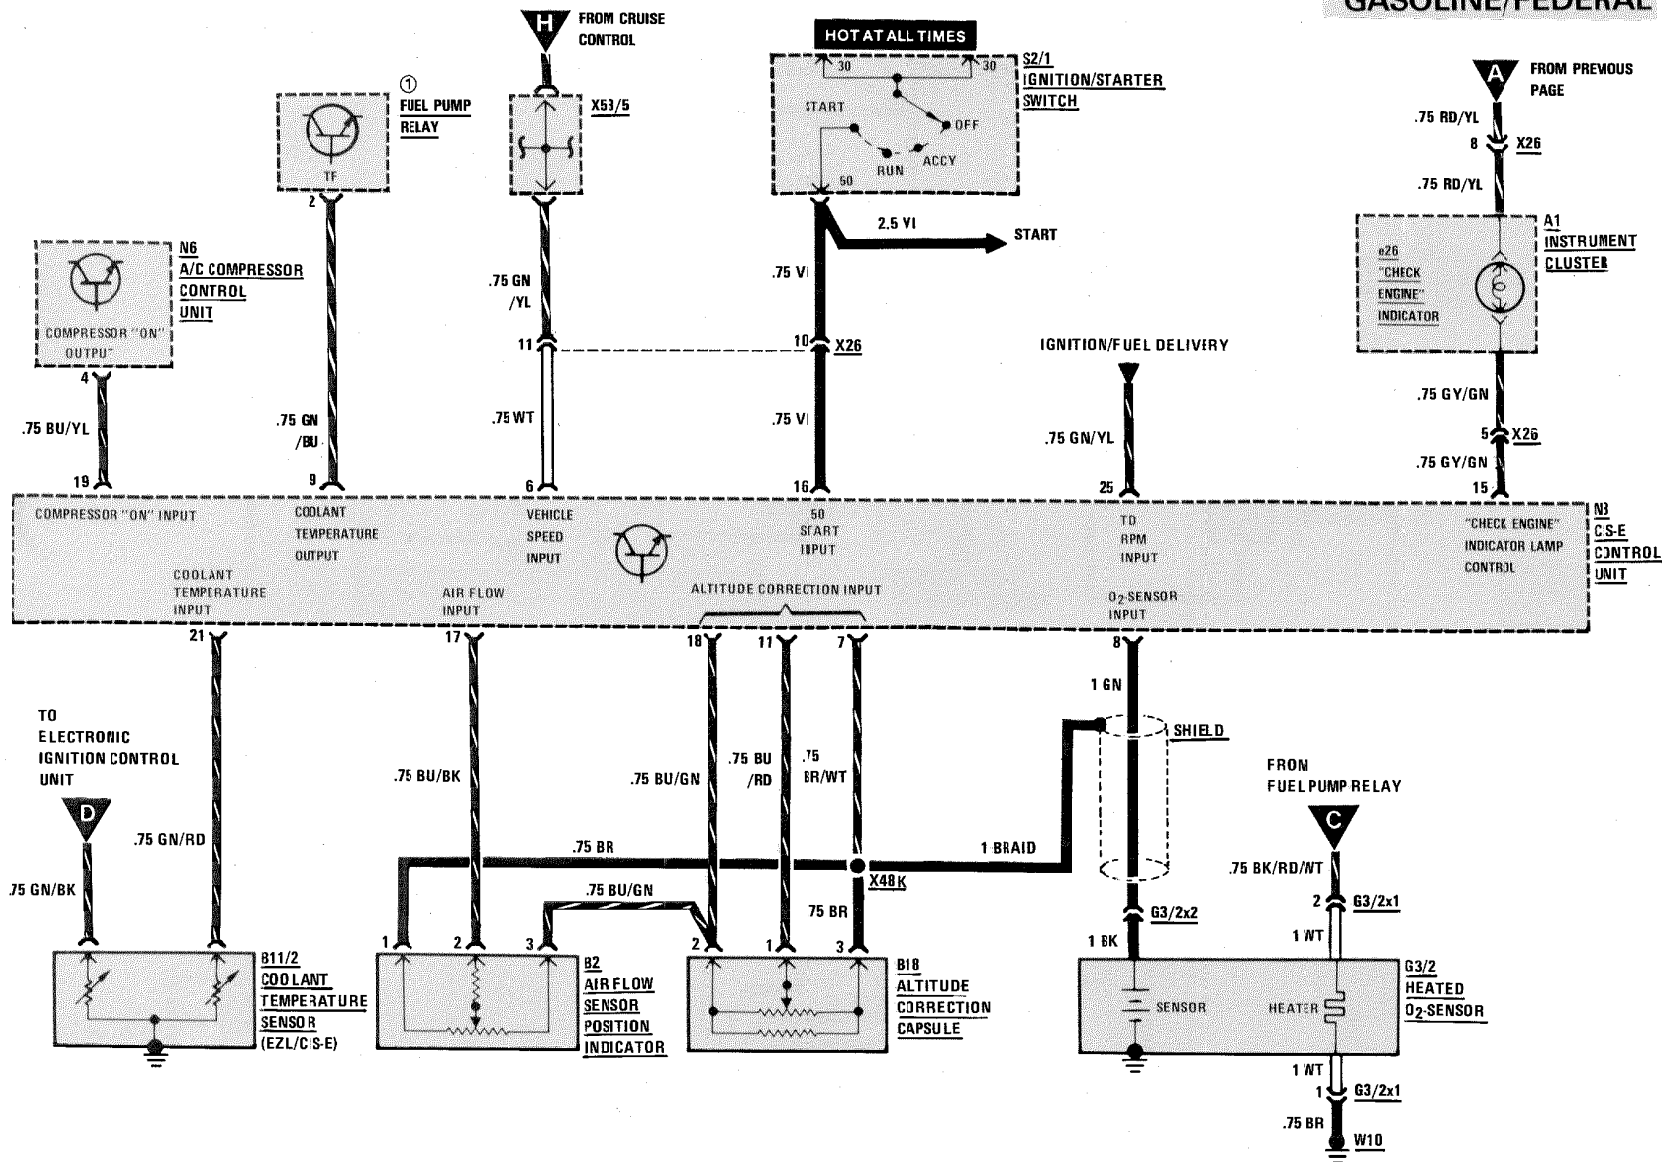 GASOLINE/FEDERAL
H
FROM CRUISE
CONTROL
HOT AT ALL TIMES
30
30
S2/1
IGNITION/STARTER
SWITCH
START
OFF
ACCY
RUN
50
A
FROM PREVIOUS
PAGE
.75 RD/YL
8
X26
.75 RD/YL
1
FUEL PUMP
RELAY
TF
2
X53/5
2.5 VI
START
A1
INSTRUMENT
CLUSTER
e26
"CHECK
ENGINE"
INDICATOR
N6
A/C COMPRESSOR
CONTROL
UNIT
COMPRESSOR "ON"
OUTPUT
4
.75 BU/YL
19
.75 GN
/BU
9
.75 GN
/YL
11
.75 WT
6
.75 VI
10
X26
.75 VI
16
IGNITION/FUEL DELIVERY
.75 GN/YL
25
.75 GY/GN
5
X26
.75 GY/GN
15
COMPRESSOR "ON" INPUT
COOLANT
TEMPERATURE
OUTPUT
VEHICLE
SPEED
INPUT
50
START
INPUT
TD
RPM
INPUT
"CHECK ENGINE"
INDICATOR LAMP
CONTROL
N3
CIS-E
CONTROL
UNIT
COOLANT
TEMPERATURE
INPUT
AIR FLOW
INPUT
ALTITUDE CORRECTION INPUT
O2-SENSOR
INPUT
21
17
18
11
7
8
1 GN
SHIELD
TO
ELECTRONIC
IGNITION CONTROL
UNIT
D
.75 GN/BK
.75 GN/RD
.75 BU/BK
.75 BU/GN
.75 BU
/RD
.75
BR/WT
.75 BR
1 BRAID
X48K
.75 BU/GN
.75 BR
FROM
FUEL PUMP RELAY
C
.75 BK/RD/WT
2
G3/2x1
1 WT
G3/2x2
1 BK
1
2
3
2
1
3
B11/2
COOLANT
TEMPERATURE
SENSOR
(EZL/CIS-E)
B2
AIRFLOW
SENSOR
POSITION
INDICATOR
B18
ALTITUDE
CORRECTION
CAPSULE
SENSOR
HEATER
G3/2
HEATED
O2-SENSOR
1 WT
1
G3/2x1
.75 BR
W10